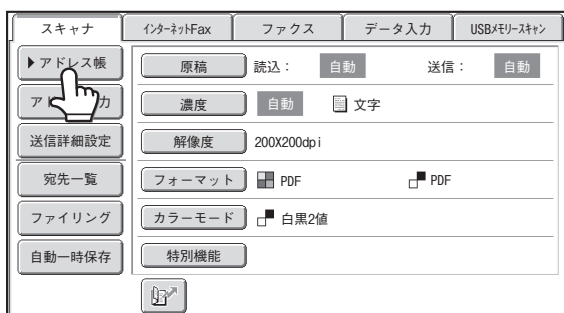 スキャナ インターネットFax ファクス データ入力 USBメモリースキャン
アドレス帳 原稿 読込： 自動 送信： 自動
濃度 自動 文字
送信詳細設定 解像度 200X200dpi
宛先一覧 フォーマット PDF PDF
ファイリング カラーモード 白黒2値
自動一時保存 特別機能